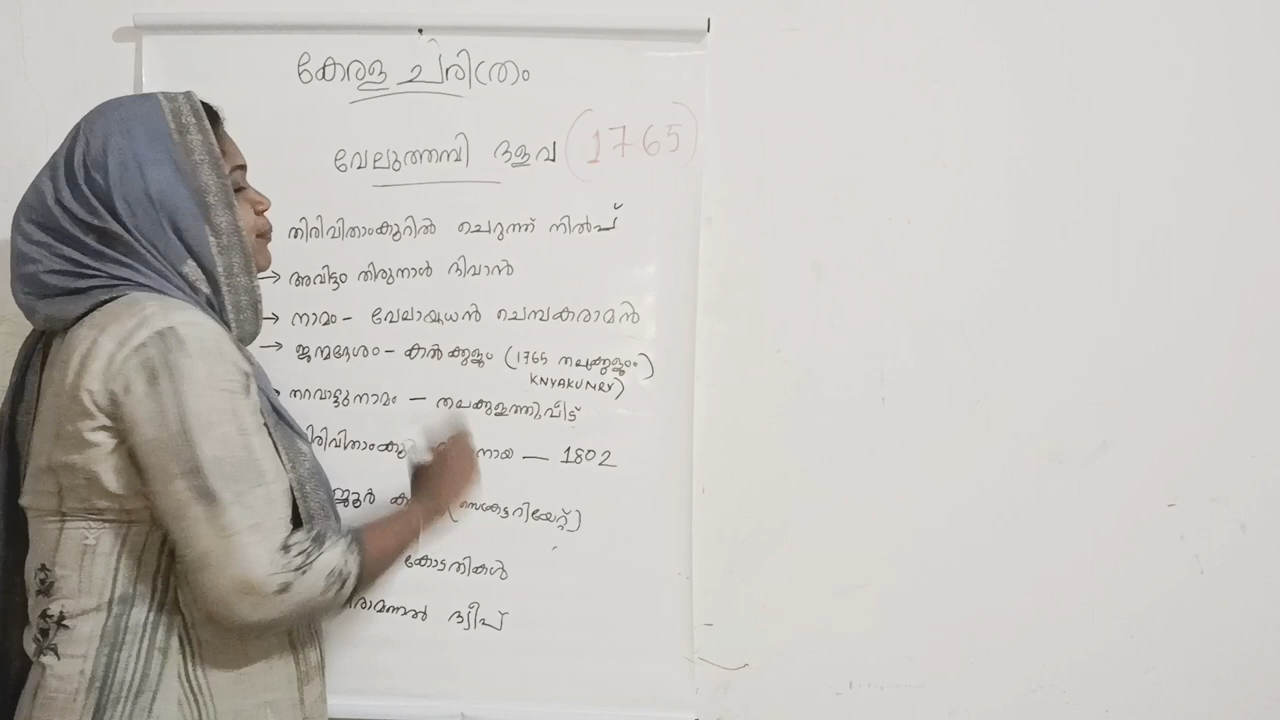 കേരള ചരിത്രം
വേലുത്തമ്പി ദളവ (1765)
തിരിവിതാംകൂറിൽ ചെറുത്ത് നിൽപ്
→ അവിട്ടം തിരുനാൾ ദിവാൻ
→ നാമം - വേലായുധൻ ചെമ്പകരാമൻ
→ ജന്മദേശം - കൽക്കുളം (1765 തലക്കുളം)
KNYAKUMRY)
തറവാട്ടുനാമം — തലക്കുളത്തുവീട്ട്
— 1802
(സെക്രട്ടറിയേറ്റ്)
കോടതികൾ
ദ്വീപ്